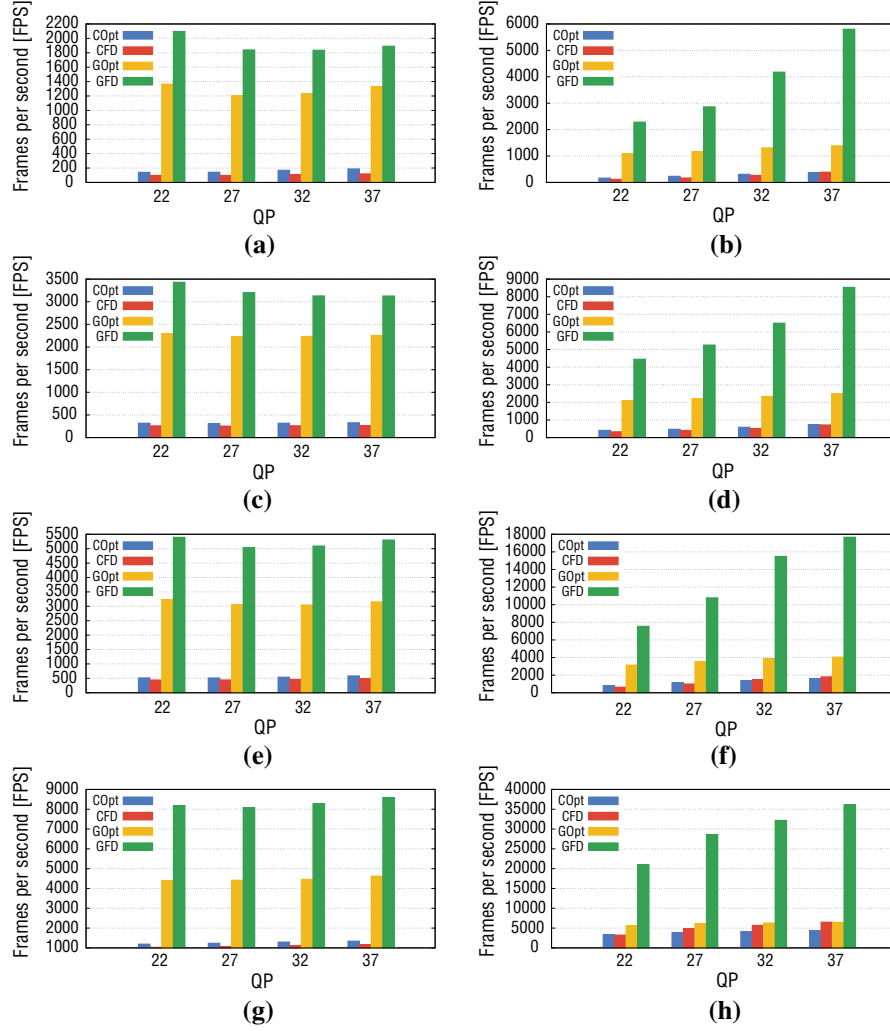 Frames per second [FPS]
2200
2000
1800
1600
1400
1200
1000
800
600
400
200
0
COpt
CFD
GOpt
GFD
22 27 32 37
QP
(a)
Frames per second [FPS]
6000
5000
4000
3000
2000
1000
0
COpt
CFD
GOpt
GFD
22 27 32 37
QP
(b)
Frames per second [FPS]
3500
3000
2500
2000
1500
1000
500
0
COpt
CFD
GOpt
GFD
22 27 32 37
QP
(c)
Frames per second [FPS]
9000
8000
7000
6000
5000
4000
3000
2000
1000
0
COpt
CFD
GOpt
GFD
22 27 32 37
QP
(d)
Frames per second [FPS]
5500
5000
4500
4000
3500
3000
2500
2000
1500
1000
500
0
COpt
CFD
GOpt
GFD
22 27 32 37
QP
(e)
Frames per second [FPS]
18000
16000
14000
12000
10000
8000
6000
4000
2000
0
COpt
CFD
GOpt
GFD
22 27 32 37
QP
(f)
Frames per second [FPS]
9000
8000
7000
6000
5000
4000
3000
2000
1000
COpt
CFD
GOpt
GFD
22 27 32 37
QP
(g)
Frames per second [FPS]
40000
35000
30000
25000
20000
15000
10000
5000
0
COpt
CFD
GOpt
GFD
22 27 32 37
QP
(h)